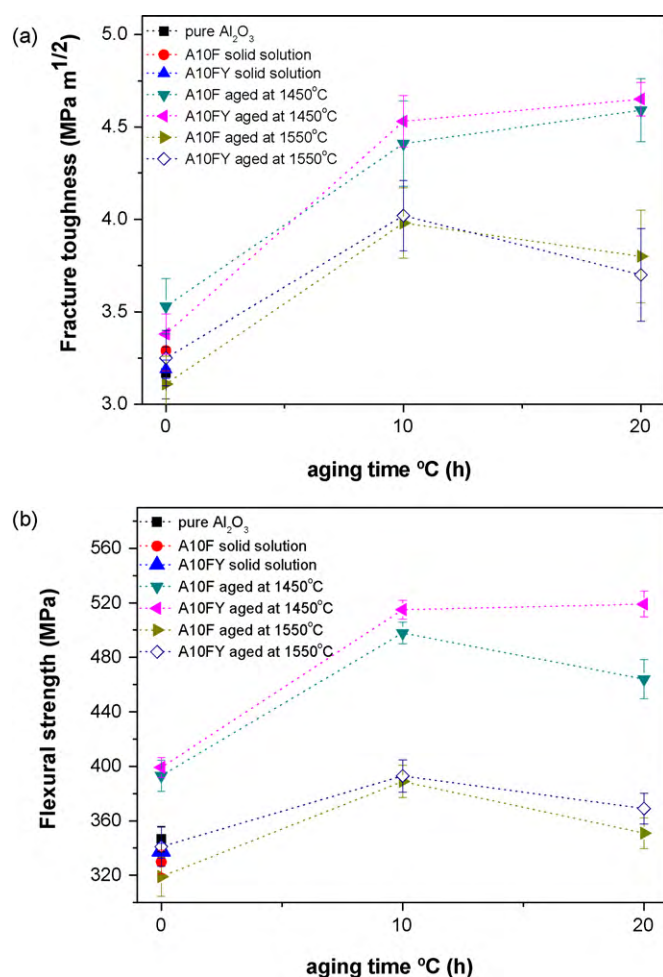 (a)
pure Al₂O₃
A10F solid solution
A10FY solid solution
A10F aged at 1450°C
A10FY aged at 1450°C
A10F aged at 1550°C
A10FY aged at 1550°C
Fracture toughness (MPa m¹/²)
5.0
4.5
4.0
3.5
3.0
0
10
20
aging time ºC (h)
(b)
pure Al₂O₃
A10F solid solution
A10FY solid solution
A10F aged at 1450°C
A10FY aged at 1450°C
A10F aged at 1550°C
A10FY aged at 1550°C
Flexural strength (MPa)
560
520
480
440
400
360
320
0
10
20
aging time ºC (h)